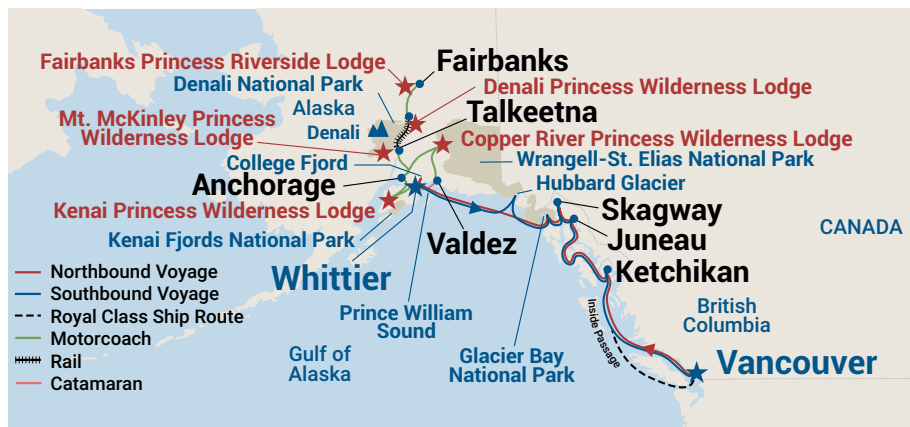 Fairbanks Princess Riverside Lodge
Fairbanks
Denali National Park
Denali Princess Wilderness Lodge
Alaska
Talkeetna
Mt. McKinley Princess
Wilderness Lodge
Denali
Copper River Princess Wilderness Lodge
College Fjord
Wrangell-St. Elias National Park
Anchorage
Hubbard Glacier
Kenai Princess Wilderness Lodge
Skagway
Kenai Fjords National Park
Valdez
Juneau
CANADA
Whittier
Ketchikan
Northbound Voyage
Southbound Voyage
Royal Class Ship Route
Motorcoach
Rail
Catamaran
Prince William
Sound
Gulf of
Alaska
Glacier Bay
National Park
Inside Passage
British
Columbia
Vancouver